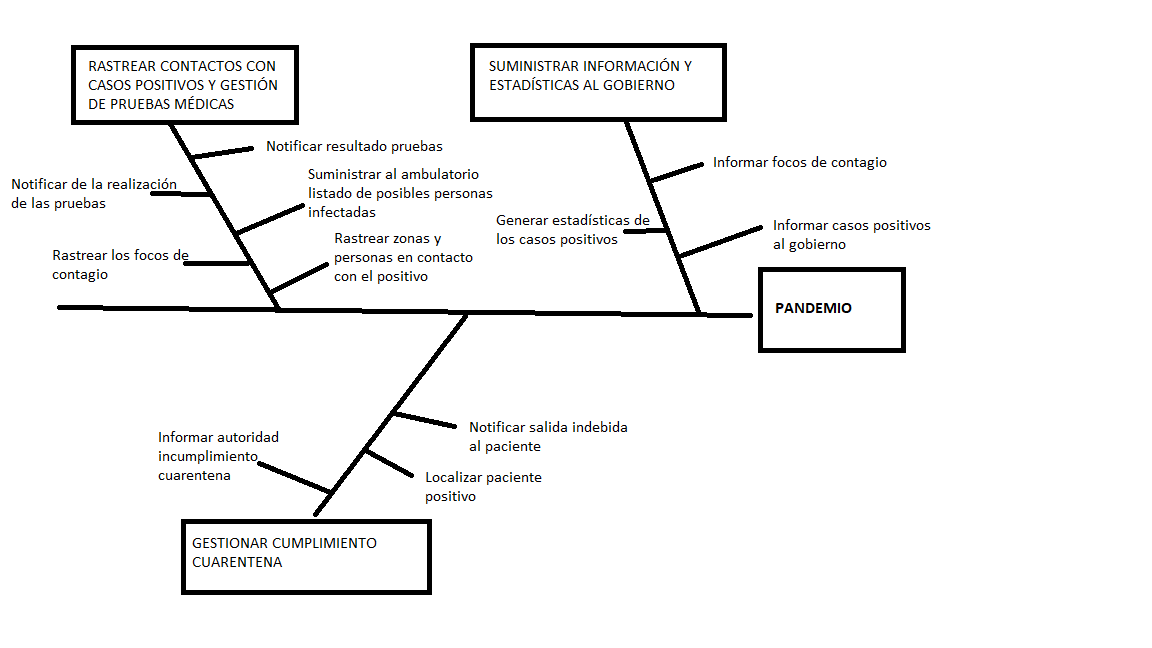 RASTREAR CONTACTOS CON
CASOS POSITIVOS Y GESTIÓN
DE PRUEBAS MÉDICAS
SUMINISTRAR INFORMACIÓN Y
ESTADÍSTICAS AL GOBIERNO
Notificar resultado pruebas
Notificar de la realización
de las pruebas
Suministrar al ambulatorio
listado de posibles personas
infectadas
Rastrear los focos de
contagio
Rastrear zonas y
personas en contacto
con el positivo
Informar focos de contagio
Generar estadísticas de
los casos positivos
Informar casos positivos
al gobierno
PANDEMIO
Notificar salida indebida
al paciente
Informar autoridad
incumplimiento
cuarentena
Localizar paciente
positivo
GESTIONAR CUMPLIMIENTO
CUARENTENA